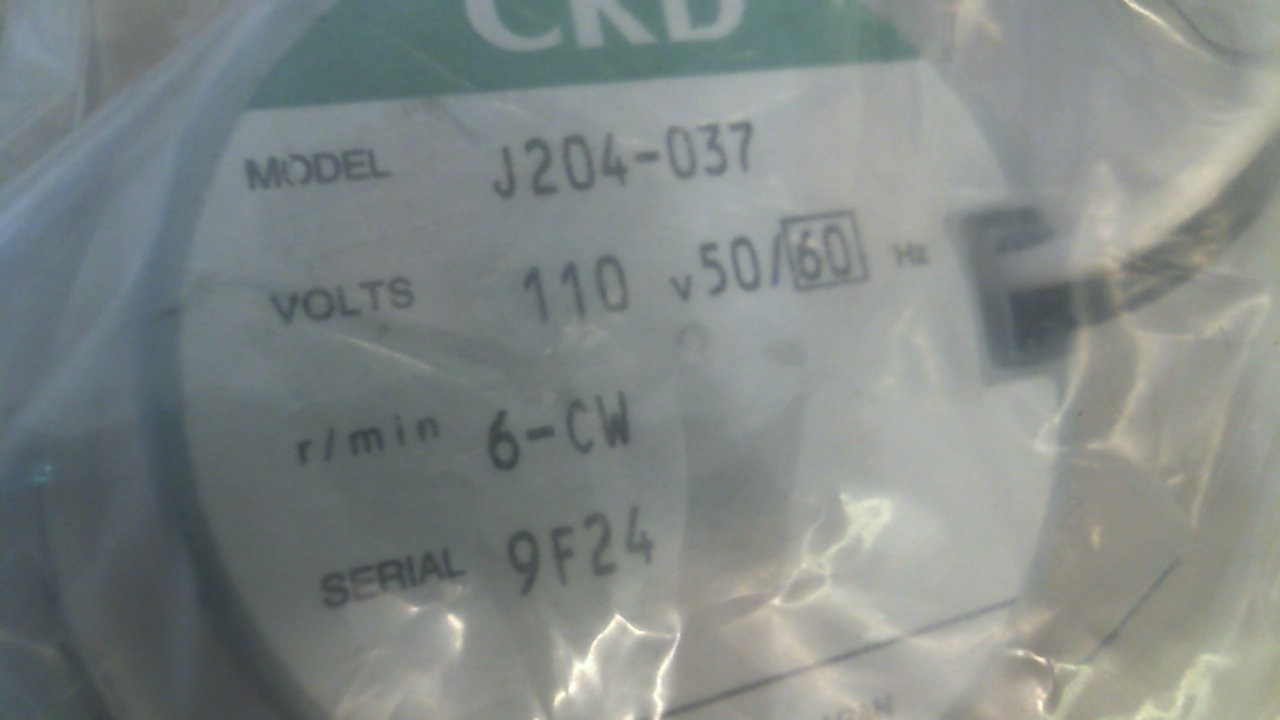 CKD
MODEL J204-037
VOLTS 110 v50/60 Hz
r/min 6-CW
SERIAL 9F24